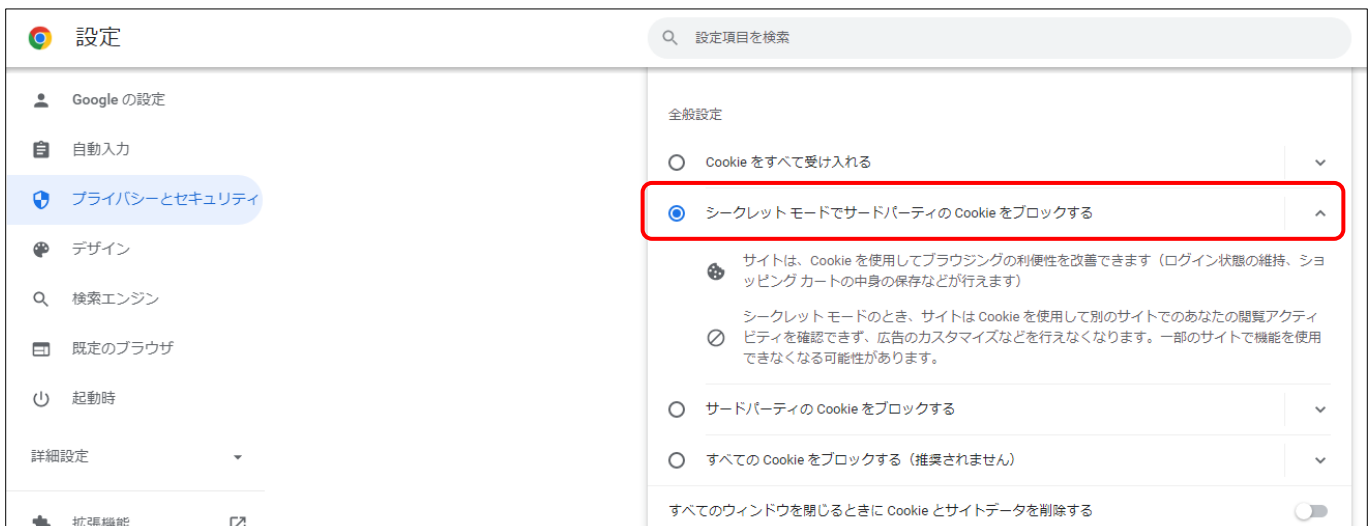 設定
設定項目を検索
Google の設定
自動入力
プライバシーとセキュリティ
デザイン
検索エンジン
既定のブラウザ
起動時
詳細設定
拡張機能
全般設定
Cookie をすべて受け入れる
シークレット モードでサードパーティの Cookie をブロックする
サイトは、Cookie を使用してブラウジングの利便性を改善できます（ログイン状態の維持、ショ
ッピング カートの中身の保存などが行えます）
シークレット モードのとき、サイトは Cookie を使用して別のサイトでのあなたの閲覧アクティ
ビティを確認できず、広告のカスタマイズなどを行えなくなります。一部のサイトで機能を使用
できなくなる可能性があります。
サードパーティの Cookie をブロックする
すべての Cookie をブロックする（推奨されません）
すべてのウィンドウを閉じるときに Cookie とサイトデータを削除する